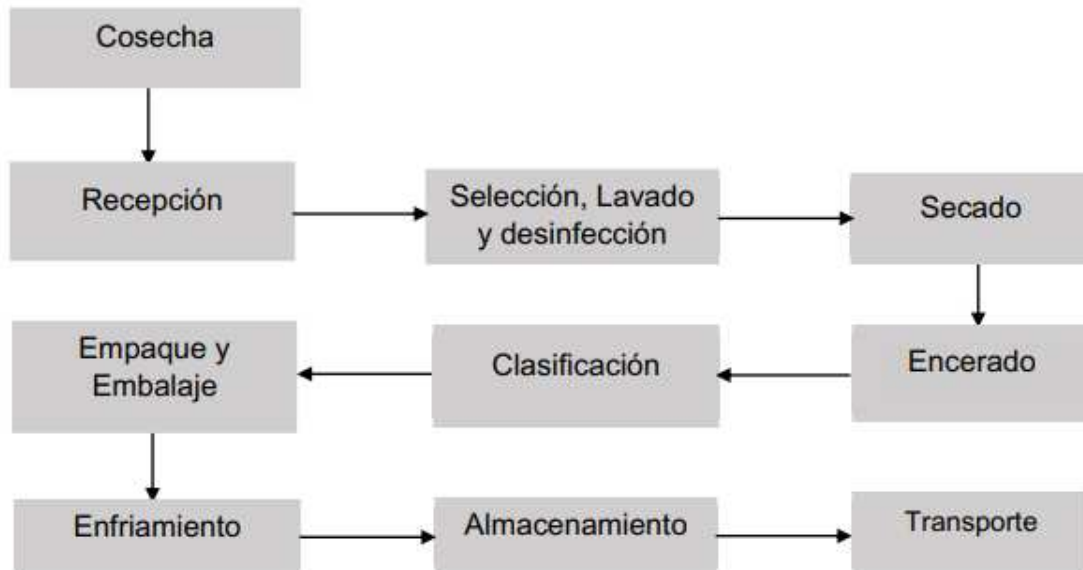 Cosecha
Recepción
Selección, Lavado
y desinfección
Secado
Encerado
Clasificación
Empaque y
Embalaje
Enfriamiento
Almacenamiento
Transporte